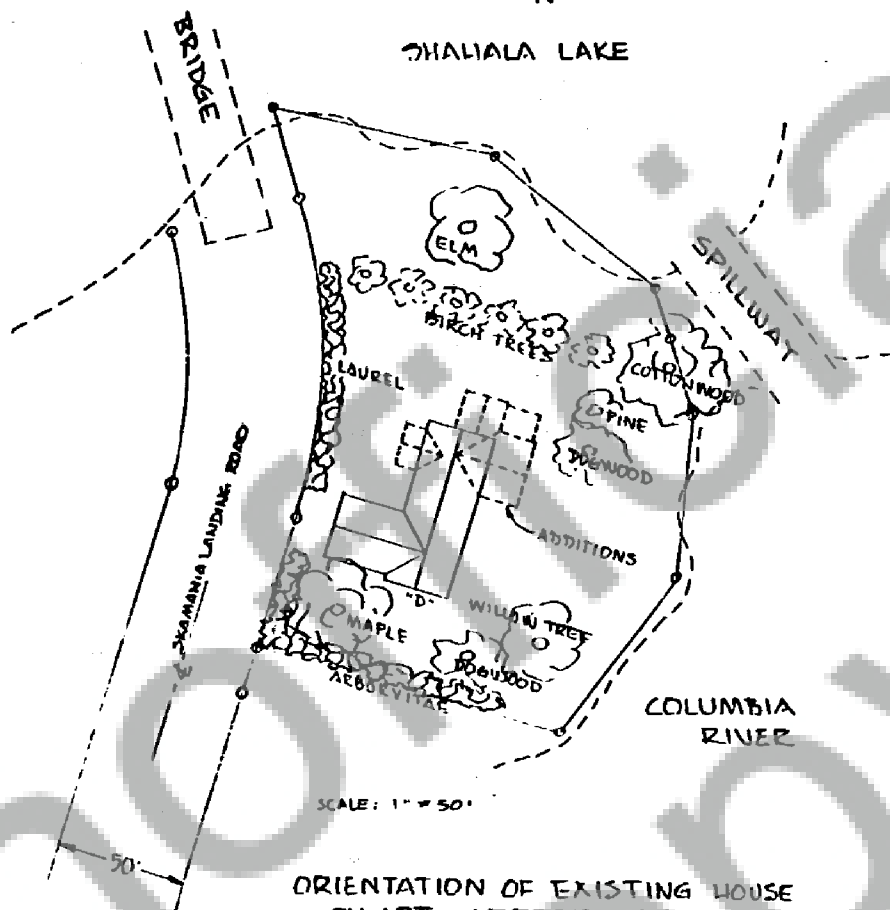 BRIDGE
SHALIALA LAKE
SPILLWAY
ELM
BIRCH TREES
LAUREL
COTTONWOOD
PINE
DOGWOOD
SKAMANIA LANDING ROAD
ADDITIONS
"D"
WILLOW TREE
MAPLE
DOGWOOD
ARBORVITAE
COLUMBIA
RIVER
SCALE: 1" = 50'
50'
ORIENTATION OF EXISTING HOUSE